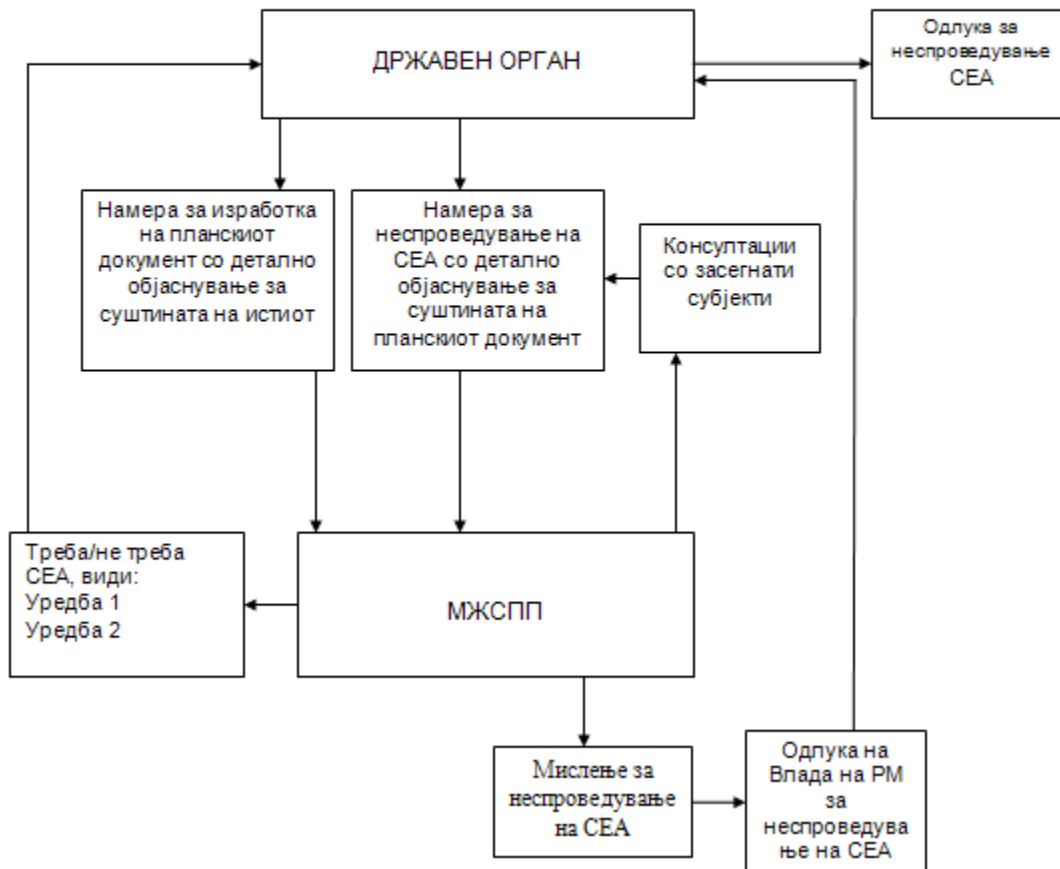 ДРЖАВЕН ОРГАН
Одлука за
неспроведување
СЕА
Намера за изработка
на планскиот
документ со детално
објаснување за
суштината на истиот
Намера за
неспроведување на
СЕА со детално
објаснување за
суштината на
планскиот документ
Консултации
со засегнати
субјекти
Треба/не треба
СЕА, види:
Уредба 1
Уредба 2
МЖСПП
Мислење за
неспроведување
на СЕА
Одлука на
Влада на РМ
за
неспроведува
ње на СЕА